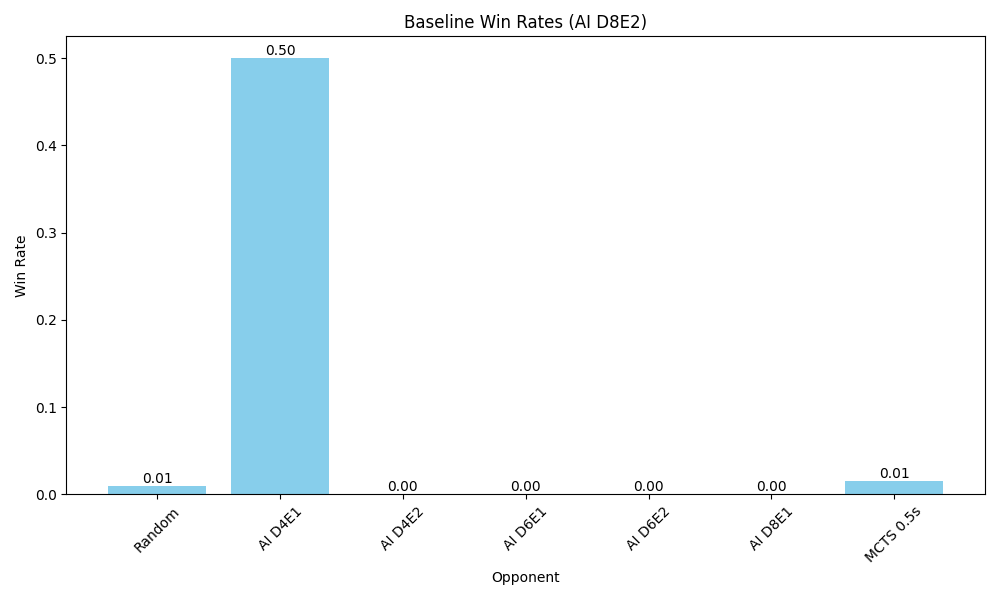 Baseline Win Rates (AI D8E2)
Win Rate
0.5
0.4
0.3
0.2
0.1
0.0
0.01
0.50
0.00
0.00
0.00
0.00
0.01
Random
AI D4E1
AI D4E2
AI D6E1
AI D6E2
AI D8E1
MCTS 0.5s
Opponent